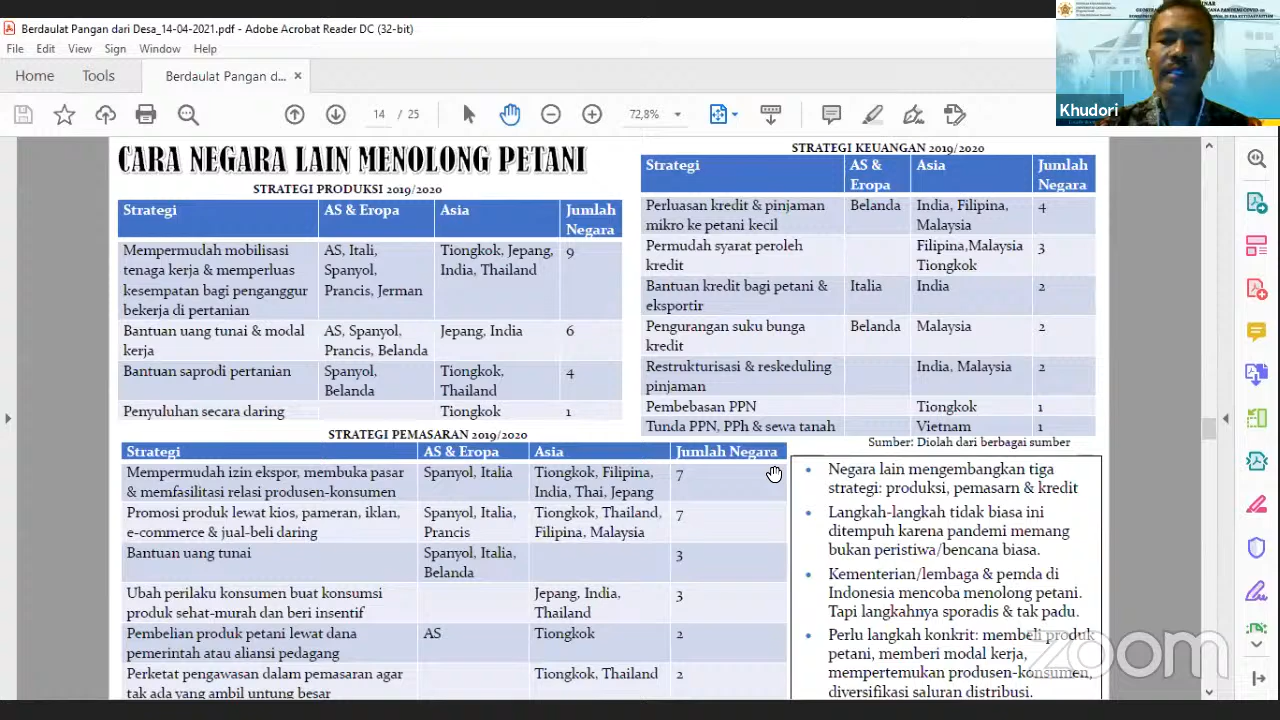 Berdaulat Pangan dari Desa_14-04-2021.pdf - Adobe Acrobat Reader DC (32-bit)
File Edit View Sign Window Help
Home Tools Berdaulat Pangan d... ×
14 / 25 72,8%
Khudori
CARA NEGARA LAIN MENOLONG PETANI
STRATEGI PRODUKSI 2019/2020
Strategi AS & Eropa Asia Jumlah
Negara
Mempermudah mobilisasi AS, Itali, Tiongkok, Jepang, 9
tenaga kerja & memperluas Spanyol, India, Thailand
kesempatan bagi penganggur Prancis, Jerman
bekerja di pertanian
Bantuan uang tunai & modal AS, Spanyol, Jepang, India 6
kerja Prancis, Belanda
Bantuan saprodi pertanian Spanyol, Tiongkok, 4
Belanda Thailand
Penyuluhan secara daring Tiongkok 1
STRATEGI KEUANGAN 2019/2020
Strategi AS & Asia Jumlah
Eropa Negara
Perluasan kredit & pinjaman Belanda India, Filipina, 4
mikro ke petani kecil Malaysia
Permudah syarat peroleh Filipina,Malaysia 3
kredit Tiongkok
Bantuan kredit bagi petani & Italia India 2
eksportir
Pengurangan suku bunga Belanda Malaysia 2
kredit
Restrukturisasi & reskeduling India, Malaysia 2
pinjaman
Pembebasan PPN Tiongkok 1
Tunda PPN, PPh & sewa tanah Vietnam 1
Sumber: Diolah dari berbagai sumber
STRATEGI PEMASARAN 2019/2020
Strategi AS & Eropa Asia Jumlah Negara
Mempermudah izin ekspor, membuka pasar Spanyol, Italia Tiongkok, Filipina, 7
& memfasilitasi relasi produsen-konsumen India, Thai, Jepang
Promosi produk lewat kios, pameran, iklan, Spanyol, Italia, Tiongkok, Thailand, 7
e-commerce & jual-beli daring Prancis Filipina, Malaysia
Bantuan uang tunai Spanyol, Italia, 3
Belanda
Ubah perilaku konsumen buat konsumsi Jepang, India, 3
produk sehat-murah dan beri insentif Thailand
Pembelian produk petani lewat dana AS Tiongkok 2
pemerintah atau aliansi pedagang
Perketat pengawasan dalam pemasaran agar Tiongkok, Thailand 2
tak ada yang ambil untung besar
• Negara lain mengembangkan tiga
strategi: produksi, pemasarn & kredit
• Langkah-langkah tidak biasa ini
ditempuh karena pandemi memang
bukan peristiwa/bencana biasa.
• Kementerian/lembaga & pemda di
Indonesia mencoba menolong petani.
Tapi langkahnya sporadis & tak padu.
• Perlu langkah konkrit: membeli produk
petani, memberi modal kerja,
mempertemukan produsen-konsumen,
diversifikasi saluran distribusi.
zoom